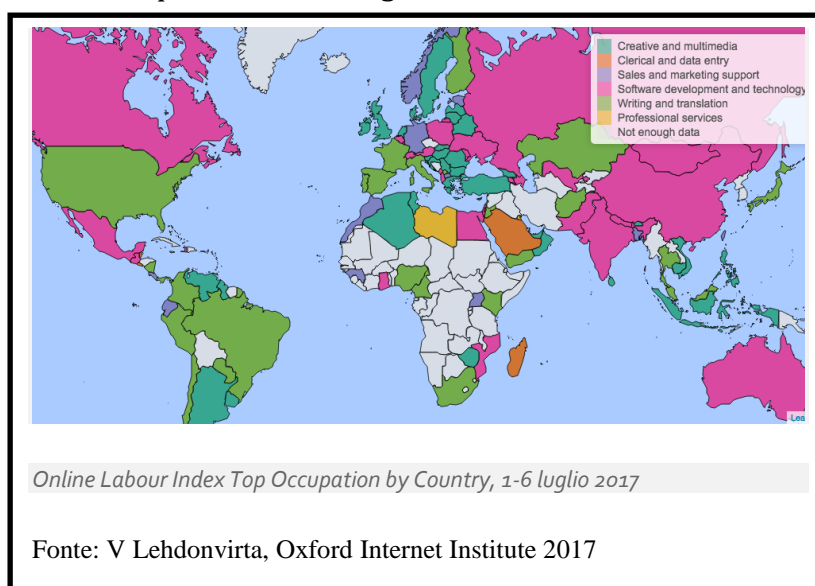 Creative and multimedia
Clerical and data entry
Sales and marketing support
Software development and technology
Writing and translation
Professional services
Not enough data
Lea
Online Labour Index Top Occupation by Country, 1-6 luglio 2017
Fonte: V Lehdonvirta, Oxford Internet Institute 2017